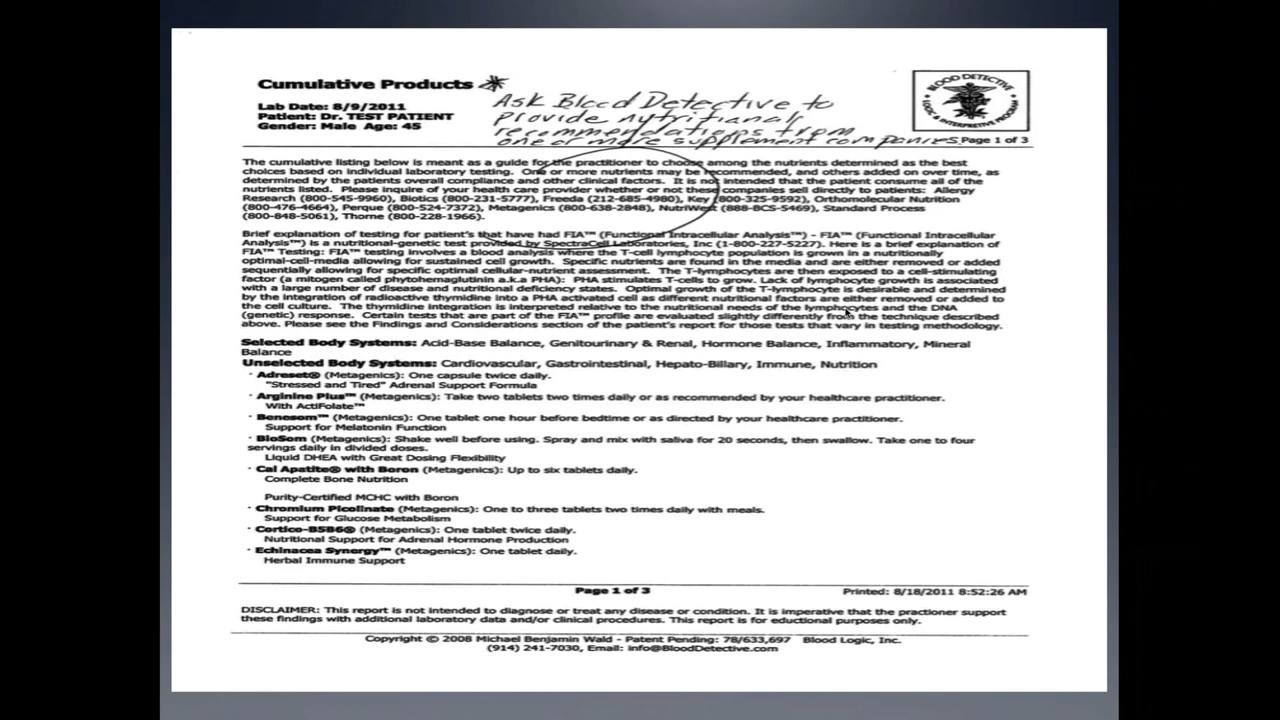 Cumulative Products *
Ask Blood Detective to
Lab Date: 8/9/2011
Patient: Dr. TEST PATIENT
provide nutritional
Gender: Male Age: 45
recommendations from
one or more supplement companies.
BLOOD DETECTIVE
LOGIC & INTERPRETIVE PROGRAM
Page 1 of 3
The cumulative listing below is meant as a guide for the practitioner to choose among the nutrients determined as the best
choices based on individual laboratory testing. One or more nutrients may be recommended, and others added on over time, as
determined by the patients overall compliance and other clinical factors. It is not intended that the patient consume all of the
nutrients listed. Please inquire of your health care provider whether or not these companies sell directly to patients: Allergy
Research (800-545-9960), Biotics (800-231-5777), Freeda (212-685-4980), Key (800-325-9592), Orthomolecular Nutrition
(800-476-4664), Perque (800-524-7372), Metagenics (800-638-2848), NutriWest (888-BCS-5469), Standard Process
(800-848-5061), Thorne (800-228-1966).
Brief explanation of testing for patient's that have had FIA™ (Functional Intracellular Analysis™) - FIA™ (Functional Intracellular
Analysis™) is a nutritional-genetic test provided by SpectraCell Laboratories, Inc (1-800-227-5227). Here is a brief explanation of
FIA™ Testing: FIA™ testing involves a blood analysis where the T-cell lymphocyte population is grown in a nutritionally
optimal-cell-media allowing for sustained cell growth. Specific nutrients are found in the media and are either removed or added
sequentially allowing for specific optimal cellular-nutrient assessment. The T-lymphocytes are then exposed to a cell-stimulating
factor (a mitogen called phytohemaglutinin a.k.a PHA): PHA stimulates T-cells to grow. Lack of lymphocyte growth is associated
with a large number of disease and nutritional deficiency states. Optimal growth of the T-lymphocyte is desirable and determined
by the integration of radioactive thymidine into a PHA activated cell as different nutritional factors are either removed or added to
the cell culture. The thymidine integration is interpreted relative to the nutritional needs of the lymphocytes and the DNA
(genetic) response. Certain tests that are part of the FIA™ profile are evaluated slightly differently from the technique described
above. Please see the Findings and Considerations section of the patient's report for those tests that vary in testing methodology.
Selected Body Systems: Acid-Base Balance, Genitourinary & Renal, Hormone Balance, Inflammatory, Mineral
Balance
Unselected Body Systems: Cardiovascular, Gastrointestinal, Hepato-Biliary, Immune, Nutrition
· Adreset® (Metagenics): One capsule twice daily.
"Stressed and Tired" Adrenal Support Formula
· Arginine Plus™ (Metagenics): Take two tablets two times daily or as recommended by your healthcare practitioner.
With ActiFolate™
· Benesom™ (Metagenics): One tablet one hour before bedtime or as directed by your healthcare practitioner.
Support for Melatonin Function
· BioSom (Metagenics): Shake well before using. Spray and mix with saliva for 20 seconds, then swallow. Take one to four
servings daily in divided doses.
Liquid DHEA with Great Dosing Flexibility
· Cal Apatite® with Boron (Metagenics): Up to six tablets daily.
Complete Bone Nutrition
Purity-Certified MCHC with Boron
· Chromium Picolinate (Metagenics): One to three tablets two times daily with meals.
Support for Glucose Metabolism
· Cortico-B5B6® (Metagenics): One tablet twice daily.
Nutritional Support for Adrenal Hormone Production
· Echinacea Synergy™ (Metagenics): One tablet daily.
Herbal Immune Support
Page 1 of 3
Printed: 8/18/2011 8:52:26 AM
DISCLAIMER: This report is not intended to diagnose or treat any disease or condition. It is imperative that the practioner support
these findings with additional laboratory data and/or clinical procedures. This report is for eductional purposes only.
Copyright © 2008 Michael Benjamin Wald - Patent Pending: 78/633,697 Blood Logic, Inc.
(914) 241-7030, Email: info@BloodDetective.com